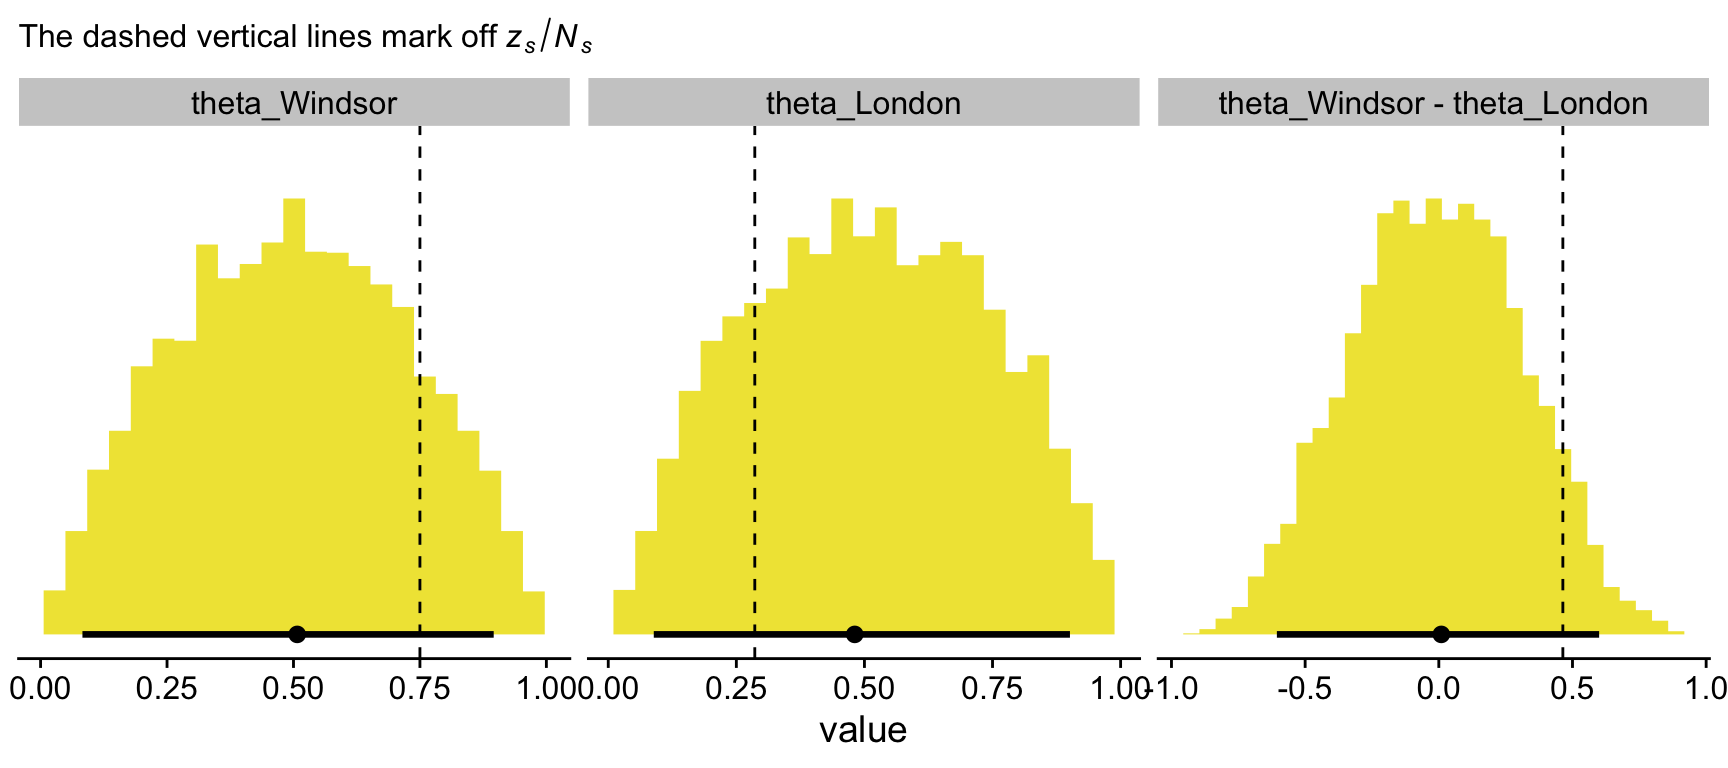 The dashed vertical lines mark off z_s/N_s
theta_Windsor theta_London theta_Windsor - theta_London
0.00 0.25 0.50 0.75 1.00 0.00 0.25 0.50 0.75 1.00 -1.0 -0.5 0.0 0.5 1.0
value